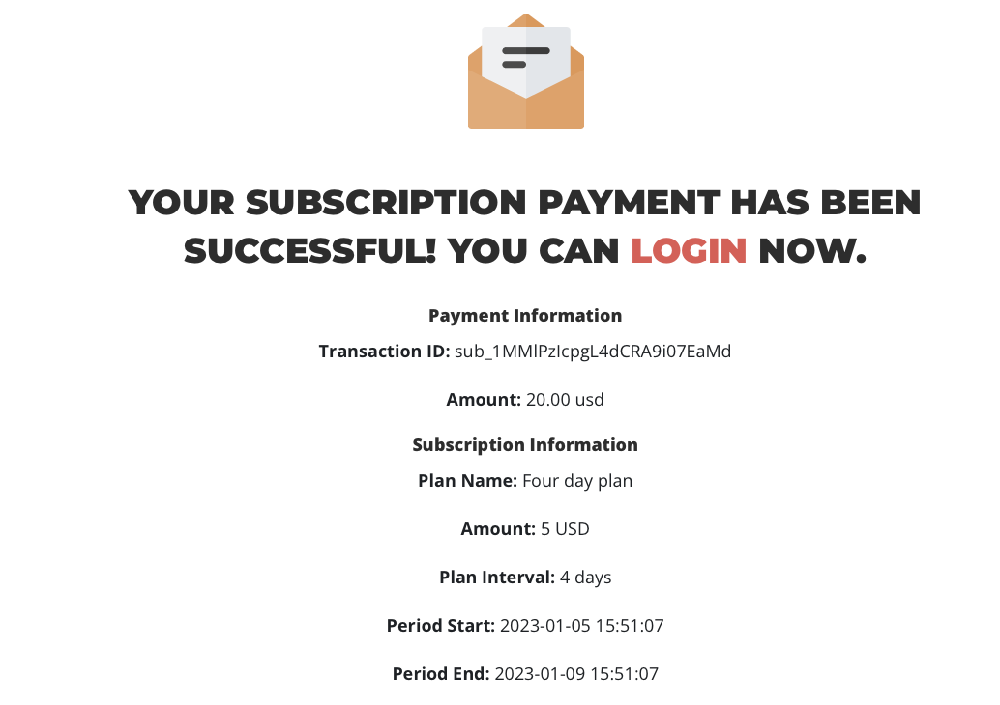 YOUR SUBSCRIPTION PAYMENT HAS BEEN
SUCCESSFUL! YOU CAN LOGIN NOW.
Payment Information
Transaction ID: sub_1MMlPzIcpgL4dCRA9i07EaMd
Amount: 20.00 usd
Subscription Information
Plan Name: Four day plan
Amount: 5 USD
Plan Interval: 4 days
Period Start: 2023-01-05 15:51:07
Period End: 2023-01-09 15:51:07